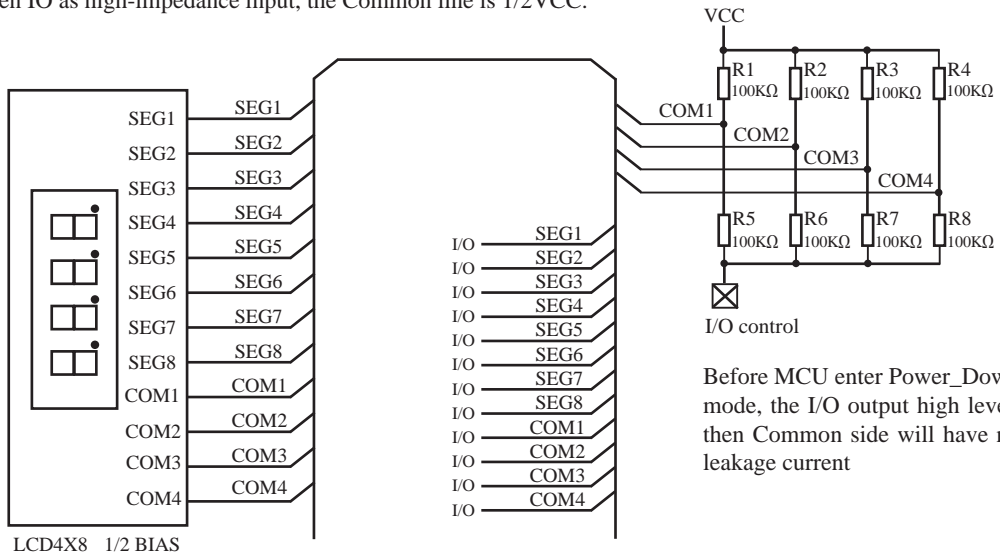 IO as high-impedance input, the Common line is 1/2VCC.
VCC
R1
100KΩ
R2
100KΩ
R3
100KΩ
R4
100KΩ
COM1
COM2
COM3
COM4
R5
100KΩ
R6
100KΩ
R7
100KΩ
R8
100KΩ
I/O control
Before MCU enter
mode, the I/O output high
then Common side will have
leakage current
SEG1
SEG2
SEG3
SEG4
SEG5
SEG6
SEG7
SEG8
COM1
COM2
COM3
COM4
SEG1
SEG2
SEG3
SEG4
SEG5
SEG6
SEG7
SEG8
COM1
COM2
COM3
COM4
I/O SEG1
I/O SEG2
I/O SEG3
I/O SEG4
I/O SEG5
I/O SEG6
I/O SEG7
I/O SEG8
I/O COM1
I/O COM2
I/O COM3
I/O COM4
LCD4X8 1/2 BIAS